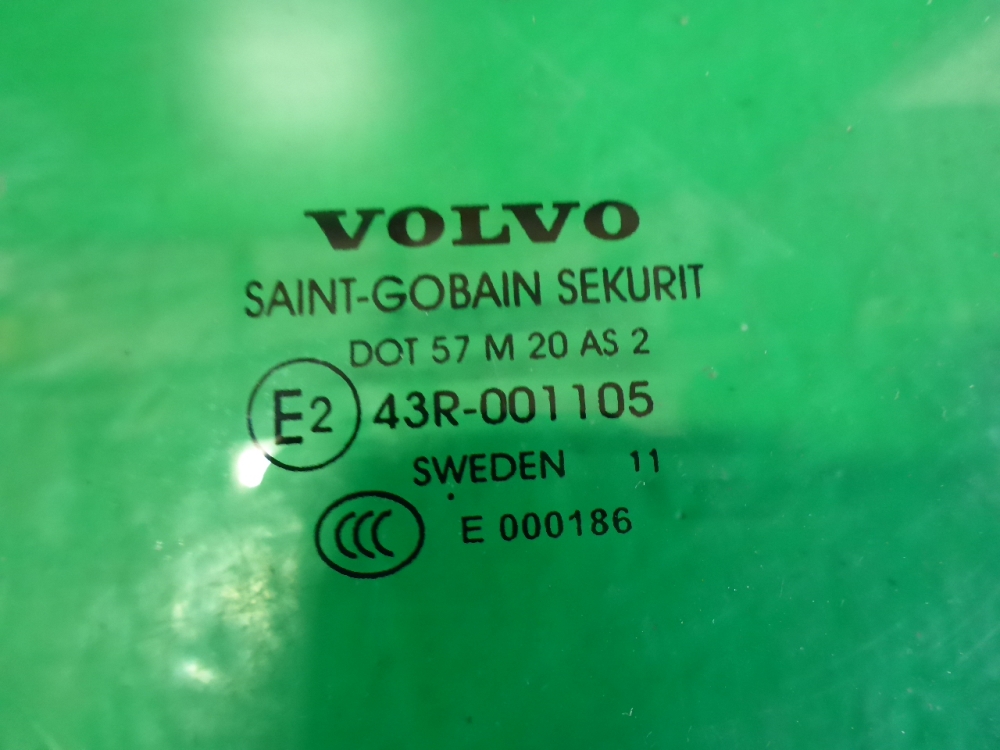 VOLVO
SAINT-GOBAIN SEKURIT
DOT 57 M 20 AS 2
E2 43R-001105
SWEDEN 11
CCC E 000186